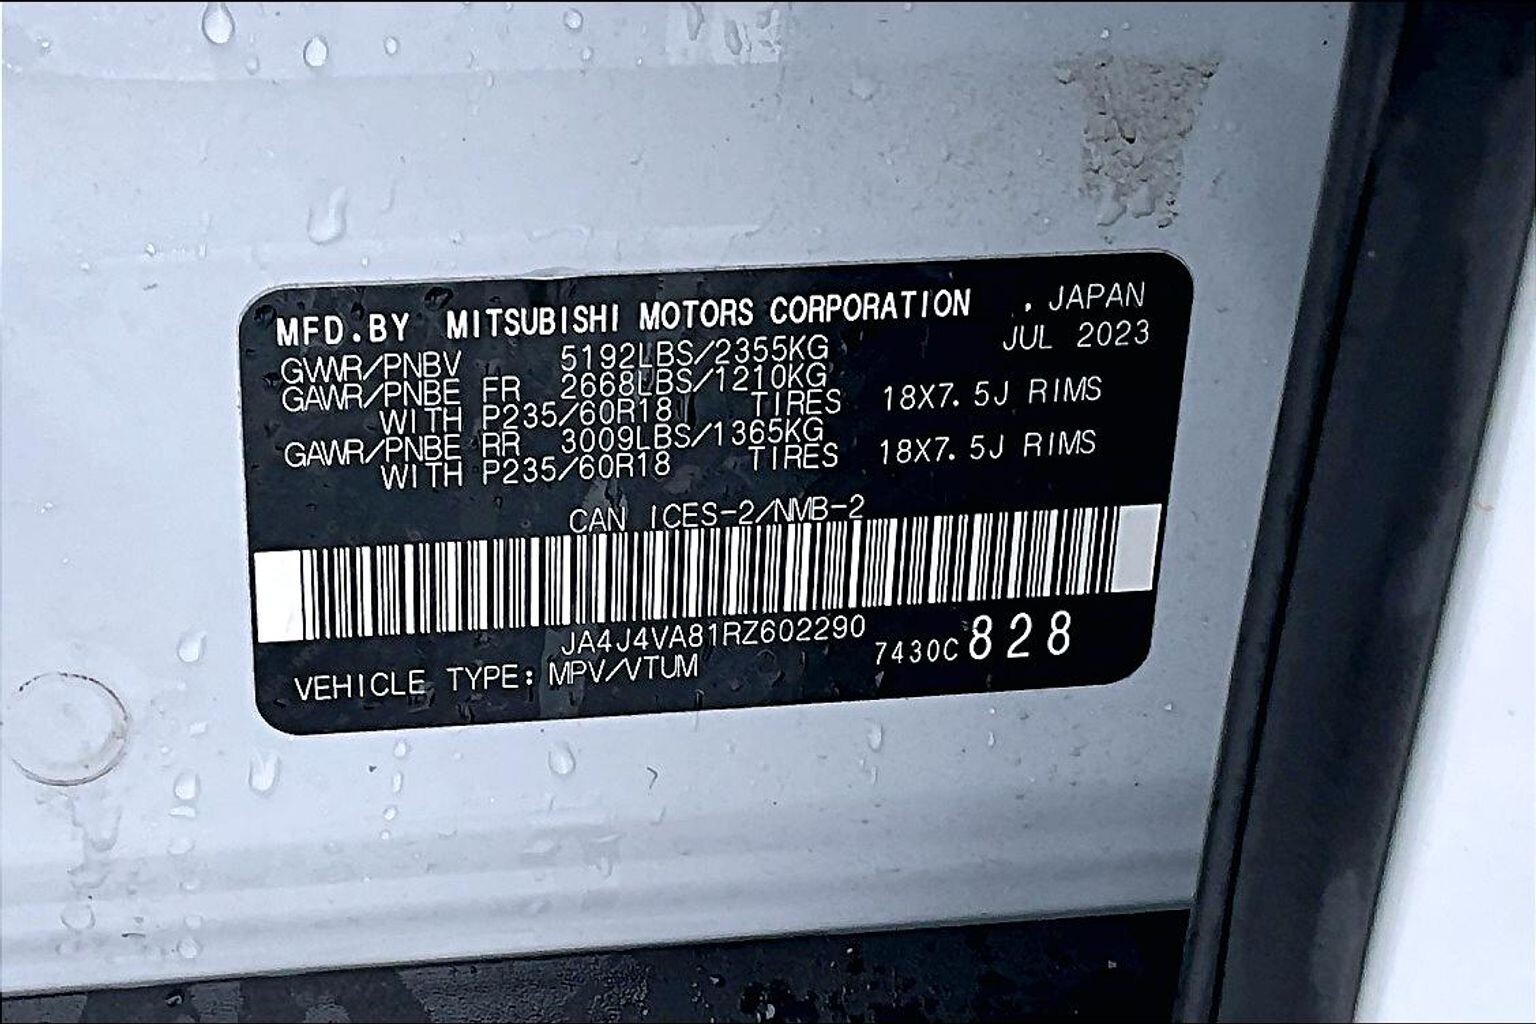 MFD.BY MITSUBISHI MOTORS CORPORATION , JAPAN
GVWR/PNBV 5192LBS/2355KG JUL 2023
GAWR/PNBE FR 2668LBS/1210KG
WITH P235/60R18 TIRES 18X7.5J RIMS
GAWR/PNBE RR 3009LBS/1365KG
WITH P235/60R18 TIRES 18X7.5J RIMS
CAN ICES-2/NMB-2
JA4J4VA81RZ602290
VEHICLE TYPE: MPV/VTUM 7430C 828